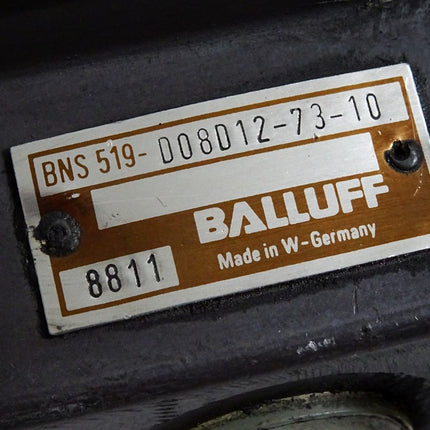 BNS 519- D08D12-73-10
BALLUFF
Made in W-Germany
8811